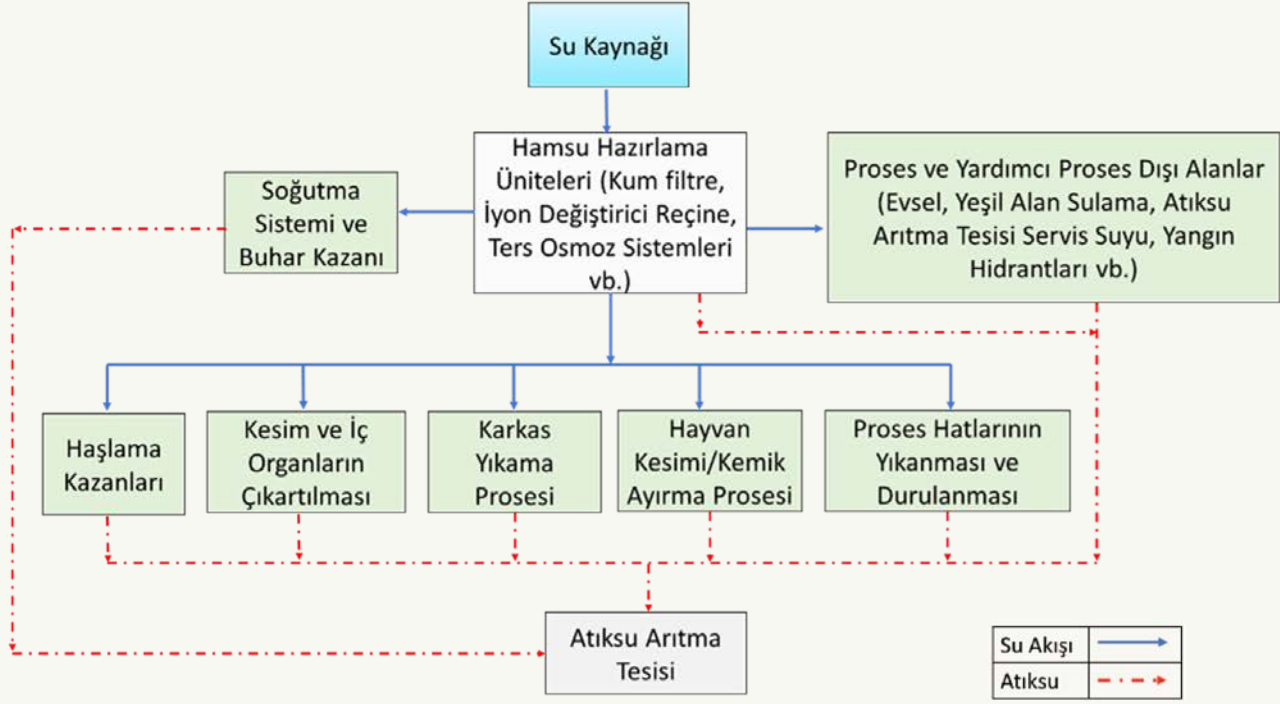 Su Kaynağı
Hamsu Hazırlama
Üniteleri (Kum filtre,
İyon Değiştirici Reçine,
Ters Osmoz Sistemleri
vb.)
Soğutma
Sistemi ve
Buhar Kazanı
Proses ve Yardımcı Proses Dışı Alanlar
(Evsel, Yeşil Alan Sulama, Atıksu
Arıtma Tesisi Servis Suyu, Yangın
Hidrantları vb.)
Haşlama
Kazanları
Kesim ve İç
Organların
Çıkartılması
Karkas
Yıkama
Prosesi
Hayvan
Kesimi/Kemik
Ayırma Prosesi
Proses Hatlarının
Yıkanması ve
Durulanması
Atıksu Arıtma
Tesisi
Su Akışı
Atıksu